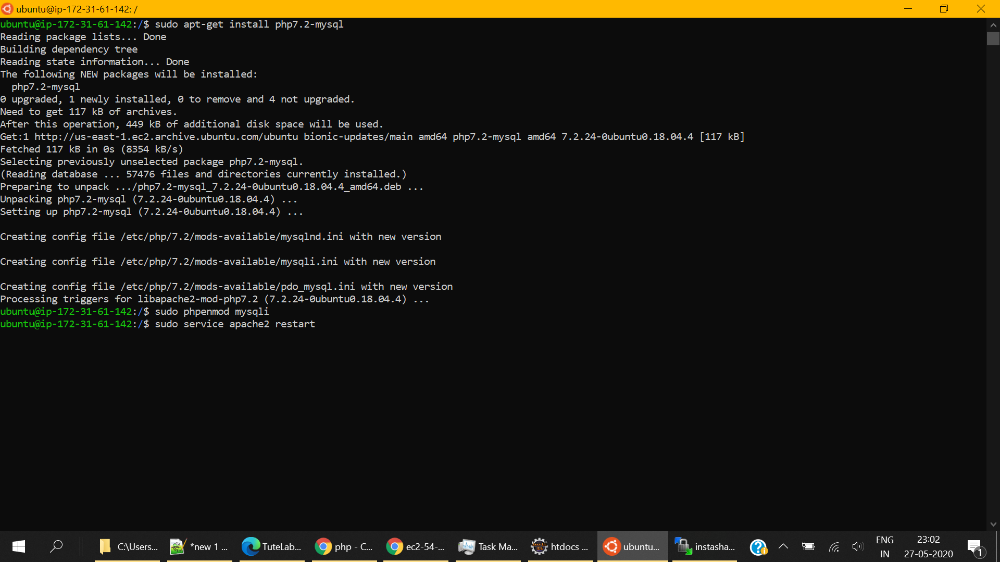 ubuntu@ip-172-31-61-142: /
ubuntu@ip-172-31-61-142:/$ sudo apt-get install php7.2-mysql
Reading package lists... Done
Building dependency tree
Reading state information... Done
The following NEW packages will be installed:
  php7.2-mysql
0 upgraded, 1 newly installed, 0 to remove and 4 not upgraded.
Need to get 117 kB of archives.
After this operation, 449 kB of additional disk space will be used.
Get:1 http://us-east-1.ec2.archive.ubuntu.com/ubuntu bionic-updates/main amd64 php7.2-mysql amd64 7.2.24-0ubuntu0.18.04.4 [117 kB]
Fetched 117 kB in 0s (8354 kB/s)
Selecting previously unselected package php7.2-mysql.
(Reading database ... 57476 files and directories currently installed.)
Preparing to unpack .../php7.2-mysql_7.2.24-0ubuntu0.18.04.4_amd64.deb ...
Unpacking php7.2-mysql (7.2.24-0ubuntu0.18.04.4) ...
Setting up php7.2-mysql (7.2.24-0ubuntu0.18.04.4) ...
Creating config file /etc/php/7.2/mods-available/mysqlnd.ini with new version
Creating config file /etc/php/7.2/mods-available/mysqli.ini with new version
Creating config file /etc/php/7.2/mods-available/pdo_mysql.ini with new version
Processing triggers for libapache2-mod-php7.2 (7.2.24-0ubuntu0.18.04.4) ...
ubuntu@ip-172-31-61-142:/$ sudo phpenmod mysqli
ubuntu@ip-172-31-61-142:/$ sudo service apache2 restart
C:\Users... *new 1 ... TuteLab... php - C... ec2-54-... Task Ma... htdocs ... ubuntu... instasha... ENG 23:02
IN 27-05-2020 1